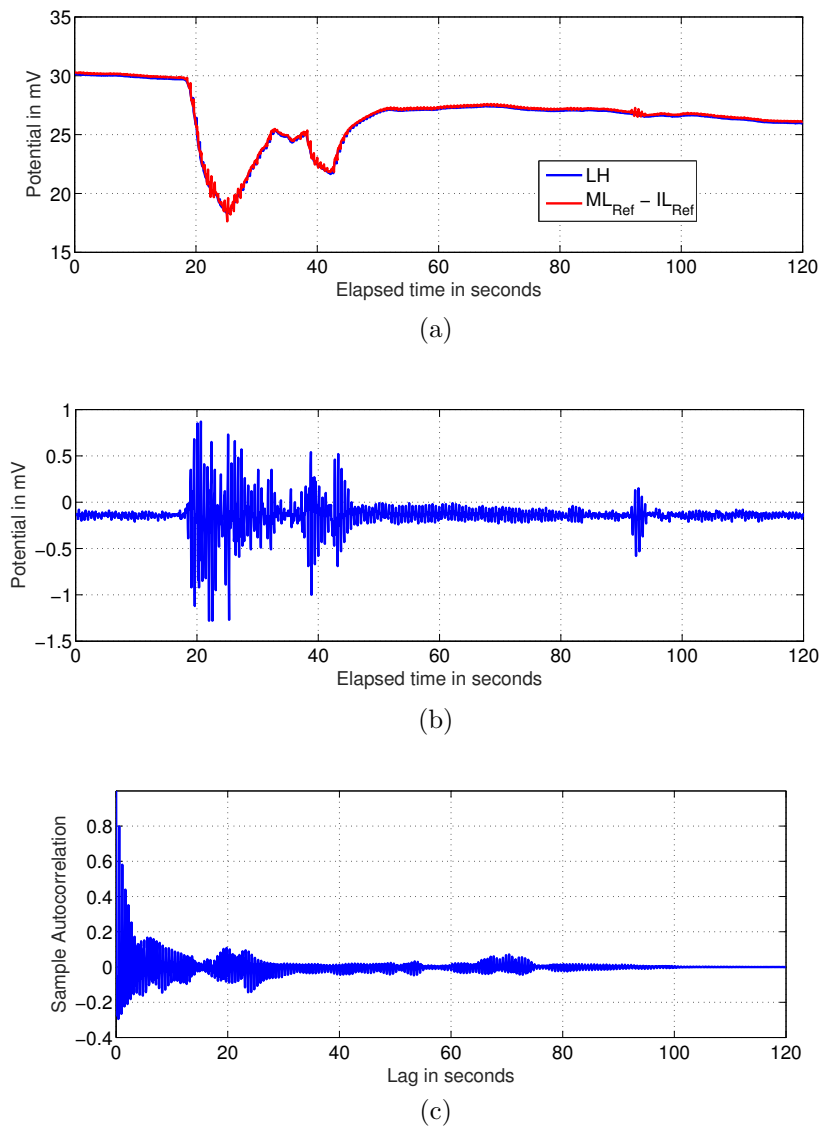 35
30
25
20
15
Potential in mV
LH
ML_Ref − IL_Ref
0 20 40 60 80 100 120
Elapsed time in seconds
(a)
1
0.5
0
−0.5
−1
−1.5
Potential in mV
0 20 40 60 80 100 120
Elapsed time in seconds
(b)
0.8
0.6
0.4
0.2
0
−0.2
−0.4
Sample Autocorrelation
0 20 40 60 80 100 120
Lag in seconds
(c)